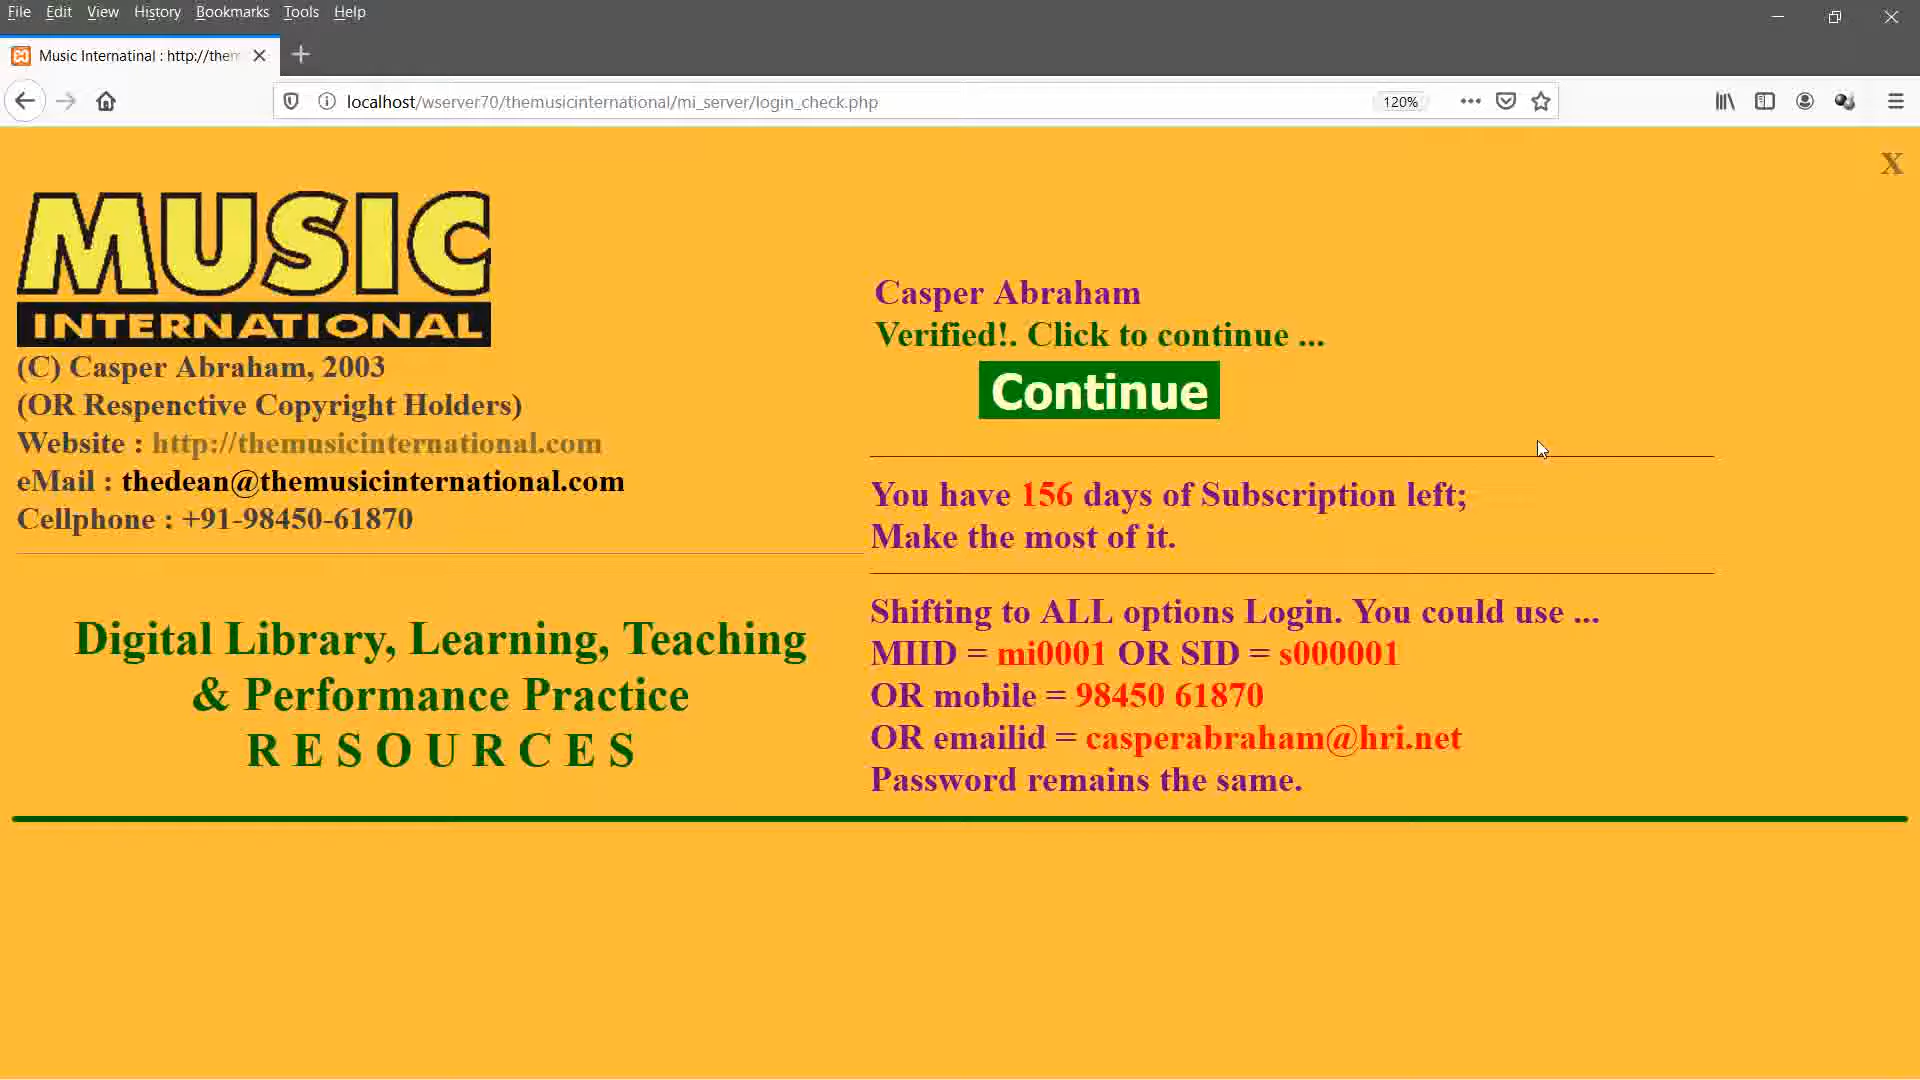 File Edit View History Bookmarks Tools Help
Music Internatinal : http://them
localhost/wserver70/themusicinternational/mi_server/login_check.php
120%
X
MUSIC
INTERNATIONAL
(C) Casper Abraham, 2003
(OR Respenctive Copyright Holders)
Website : http://themusicinternational.com
eMail : thedean@themusicinternational.com
Cellphone : +91-98450-61870
Digital Library, Learning, Teaching
& Performance Practice
R E S O U R C E S
Casper Abraham
Verified!. Click to continue ...
Continue
You have 156 days of Subscription left;
Make the most of it.
Shifting to ALL options Login. You could use ...
MIID = mi0001 OR SID = s000001
OR mobile = 98450 61870
OR emailid = casperabraham@hri.net
Password remains the same.